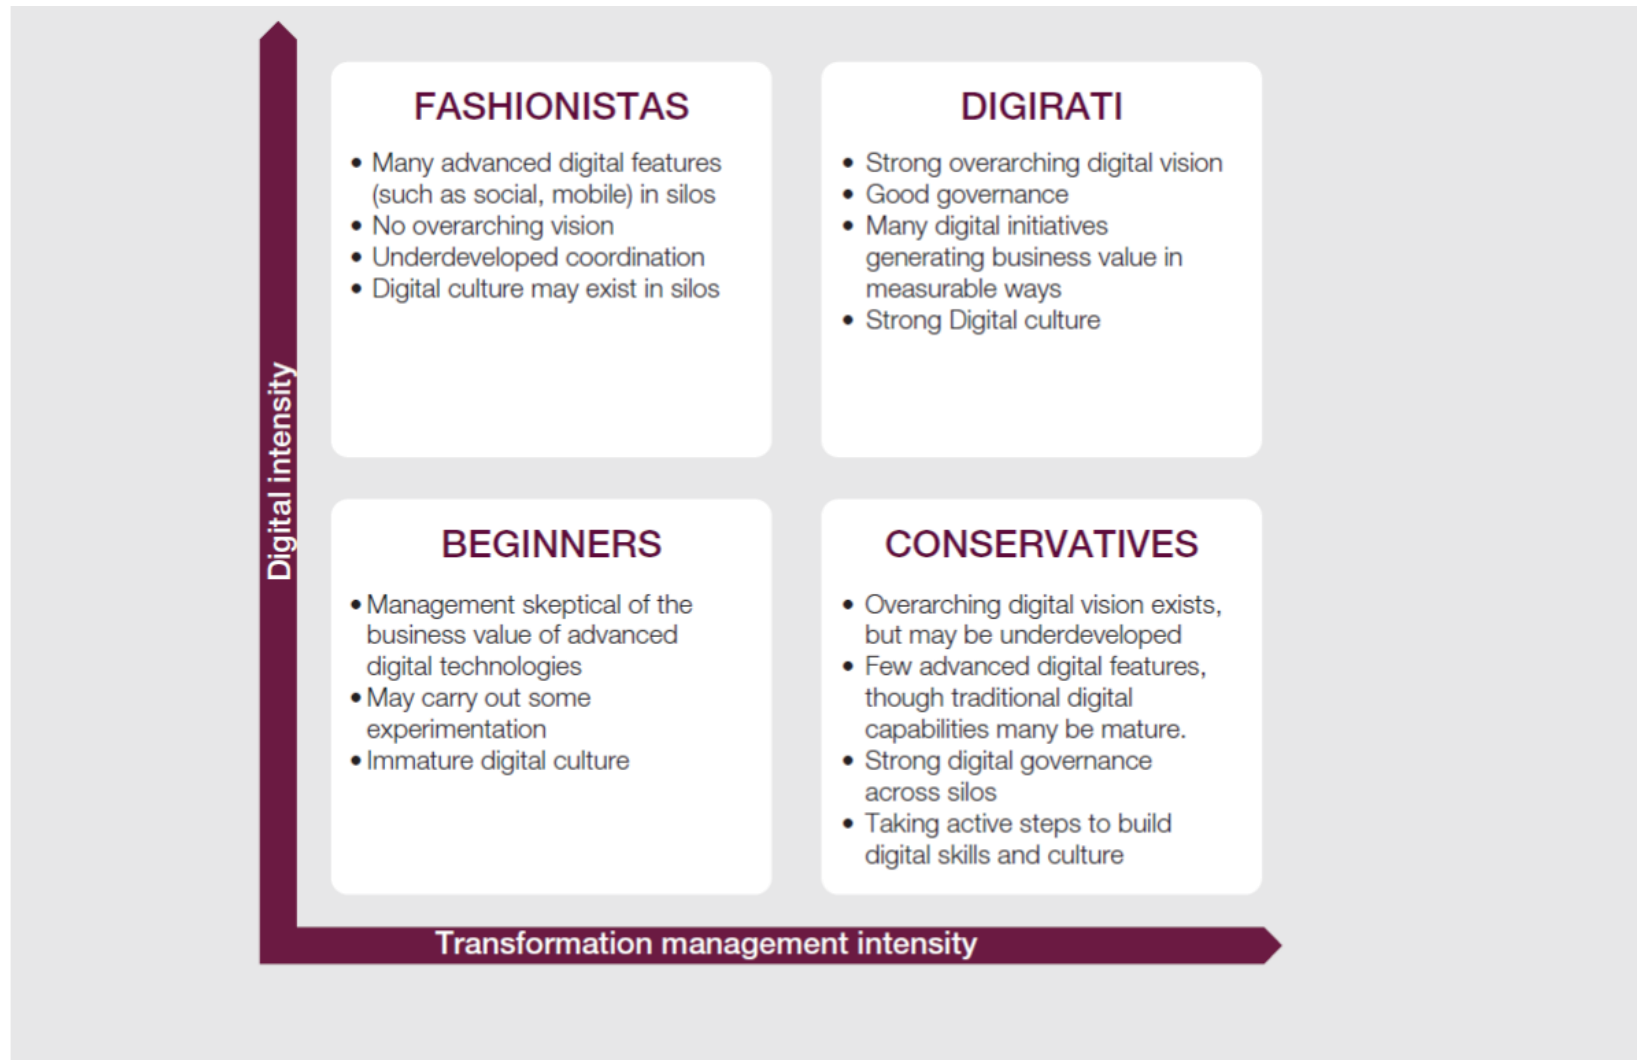 FASHIONISTAS
• Many advanced digital features
(such as social, mobile) in silos
• No overarching vision
• Underdeveloped coordination
• Digital culture may exist in silos
DIGIRATI
• Strong overarching digital vision
• Good governance
• Many digital initiatives
generating business value in
measurable ways
• Strong Digital culture
Digital intensity
BEGINNERS
• Management skeptical of the
business value of advanced
digital technologies
• May carry out some
experimentation
• Immature digital culture
CONSERVATIVES
• Overarching digital vision exists,
but may be underdeveloped
• Few advanced digital features,
though traditional digital
capabilities many be mature.
• Strong digital governance
across silos
• Taking active steps to build
digital skills and culture
Transformation management intensity